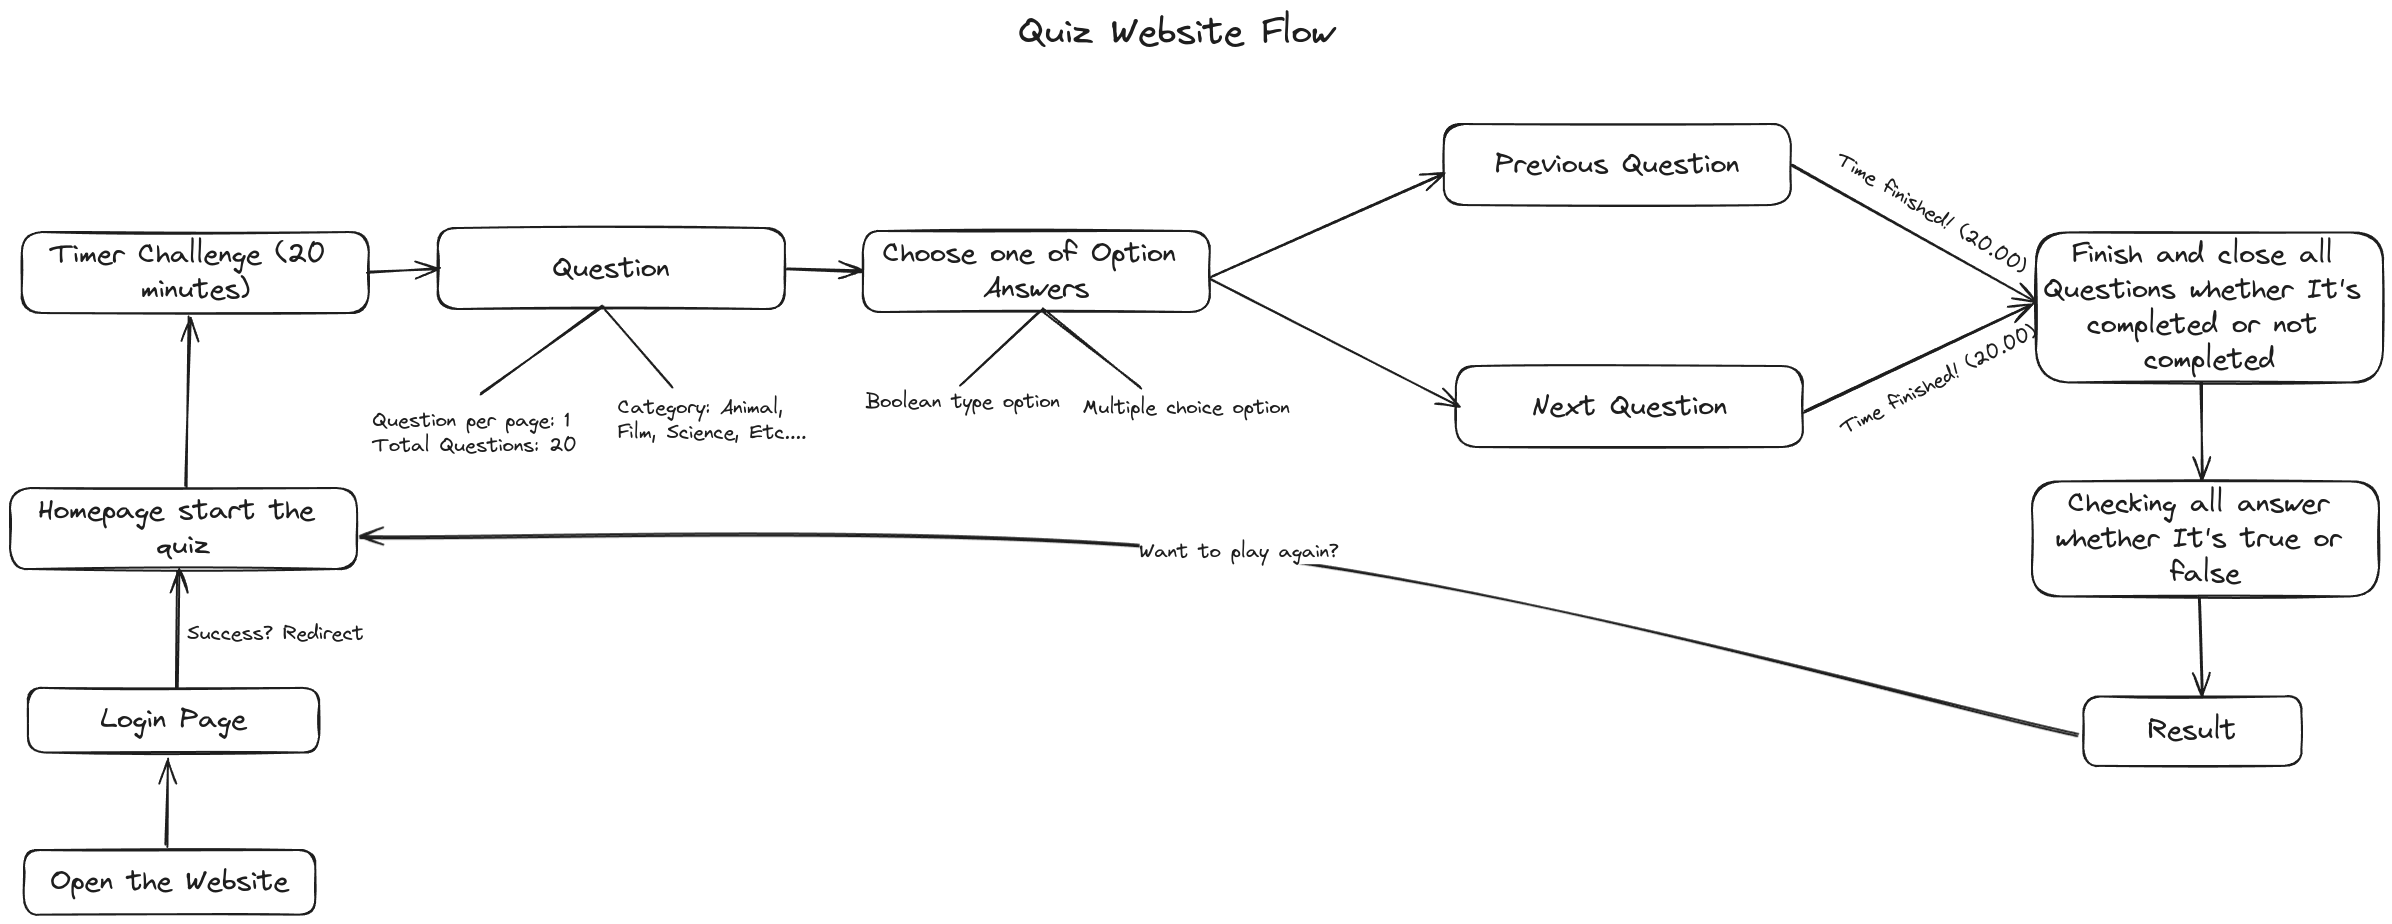 Quiz Website Flow
Previous Question
Time finished! (20.00)
Timer Challenge (20
minutes)
Question
Choose one of Option
Answers
Finish and close all
Questions whether It's
completed or not
completed
Question per page: 1
Total Questions: 20
Category: Animal,
Film, Science, Etc....
Boolean type option
Multiple choice option
Next Question
Time finished! (20.00)
Homepage start the
quiz
Want to play again?
Checking all answer
whether It's true or
false
Success? Redirect
Login Page
Result
Open the Website